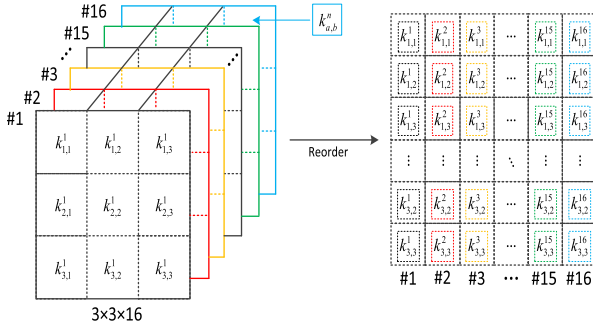 #16
#15
⋰
#3
#2
#1
k^n_{a,b}
k^1_{1,1} k^1_{1,2} k^1_{1,3}
k^1_{2,1} k^1_{2,2} k^1_{2,3}
k^1_{3,1} k^1_{3,2} k^1_{3,3}
3×3×16
Reorder
k^1_{1,1} k^2_{1,1} k^3_{1,1} ⋯ k^15_{1,1} k^16_{1,1}
k^1_{1,2} k^2_{1,2} k^3_{1,2} ⋯ k^15_{1,2} k^16_{1,2}
k^1_{1,3} k^2_{1,3} k^3_{1,3} ⋯ k^15_{1,3} k^16_{1,3}
⋮ ⋮ ⋮ ⋱ ⋮ ⋮
k^1_{3,2} k^2_{3,2} k^3_{3,2} ⋯ k^15_{3,2} k^16_{3,2}
k^1_{3,3} k^2_{3,3} k^3_{3,3} ⋯ k^15_{3,3} k^16_{3,3}
#1 #2 #3 ⋯ #15 #16